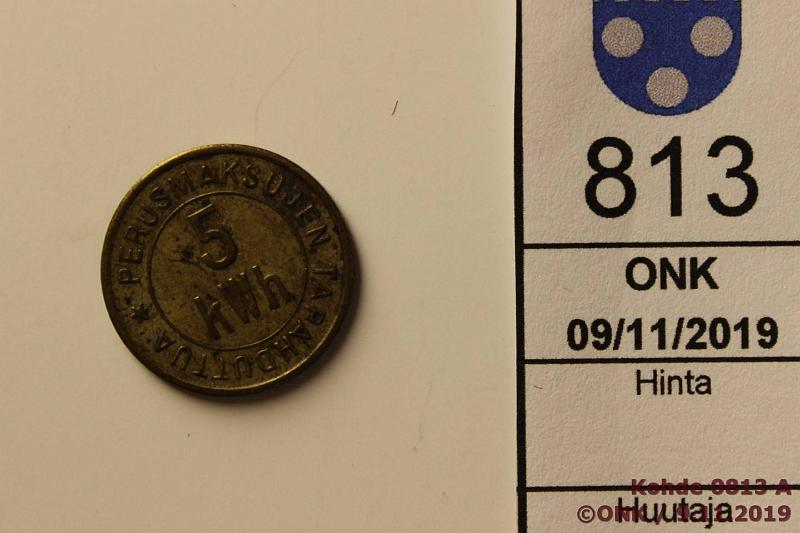 PERUSMAKSUJEN TAPAHDUTTUA
5
kWh
813
ONK
09/11/2019
Hinta
Huutaja
Kohde 0813 A
©ONK / 9.11.2019